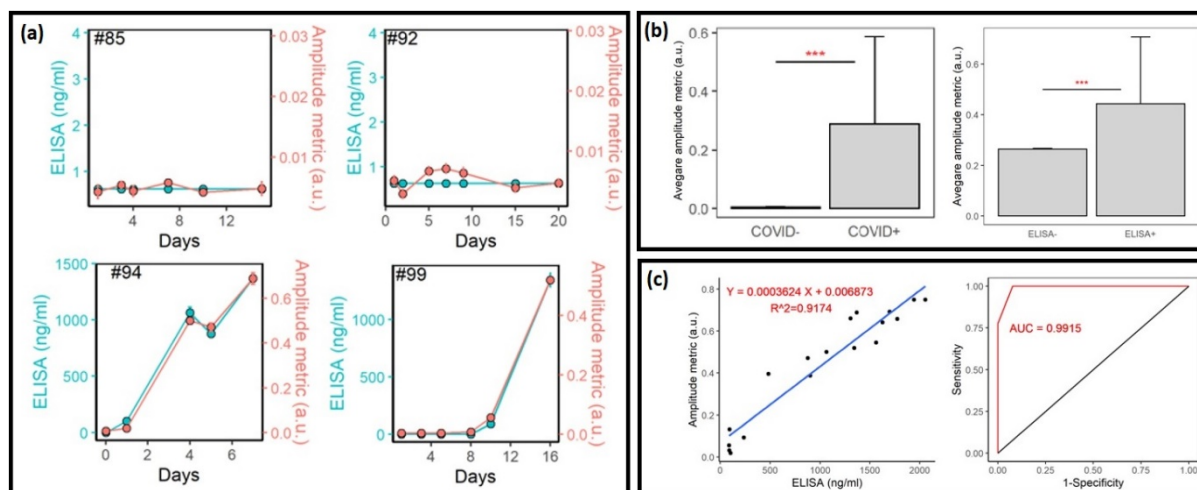 (a)
#85
ELISA (ng/ml)
4
3
2
1
0.03
0.02
0.01
Amplitude metric (a.u.)
4
8
12
Days
#92
ELISA (ng/ml)
4
3
2
1
0.03
0.02
0.01
Amplitude metric (a.u.)
0
5
10
15
20
Days
#94
ELISA (ng/ml)
1500
1000
500
0
0.6
0.4
0.2
0.0
Amplitude metric (a.u.)
0
2
4
6
Days
#99
ELISA (ng/ml)
1500
1000
500
0
0.4
0.2
0.0
Amplitude metric (a.u.)
4
8
12
16
Days
(b)
Avegare amplitude metric (a.u.)
0.6
0.4
0.2
0.0
***
COVID-
COVID+
Avegare amplitude metric (a.u.)
0.6
0.4
0.2
0.0
***
ELISA-
ELISA+
(c)
Amplitude metric (a.u.)
0.8
0.6
0.4
0.2
0.0
Y = 0.0003624 X + 0.006873
R^2=0.9174
0
500
1000
1500
2000
ELISA (ng/ml)
Sensitivity
1.00
0.75
0.50
0.25
0.00
AUC = 0.9915
0.00
0.25
0.50
0.75
1.00
1-Specificity